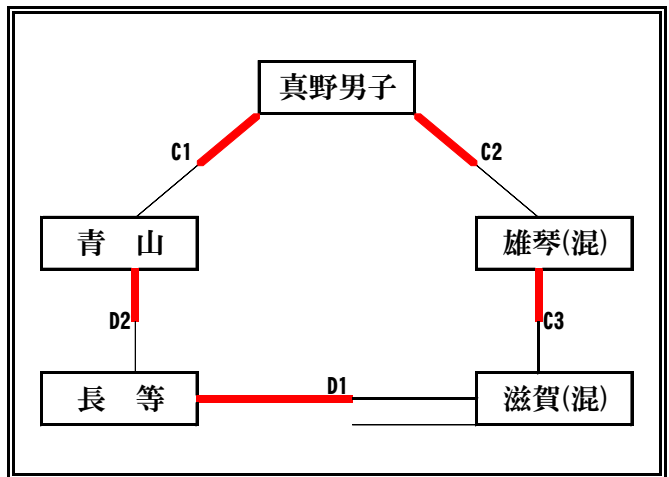 真野男子
C1
C2
青　山
雄琴(混)
D2
C3
長　等
D1
滋賀(混)